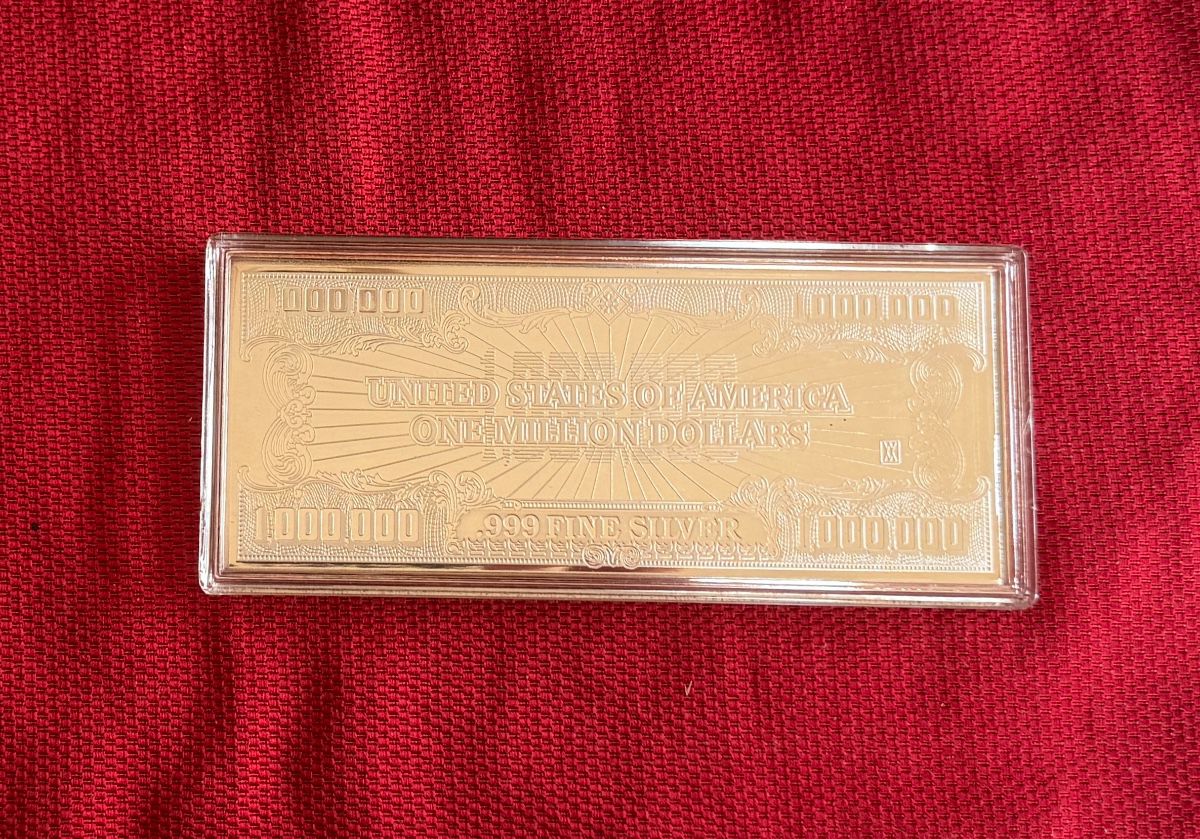 1,000,000 1,000,000
UNITED STATES OF AMERICA
ONE MILLION DOLLARS
1,000,000 .999 FINE SILVER 1,000,000